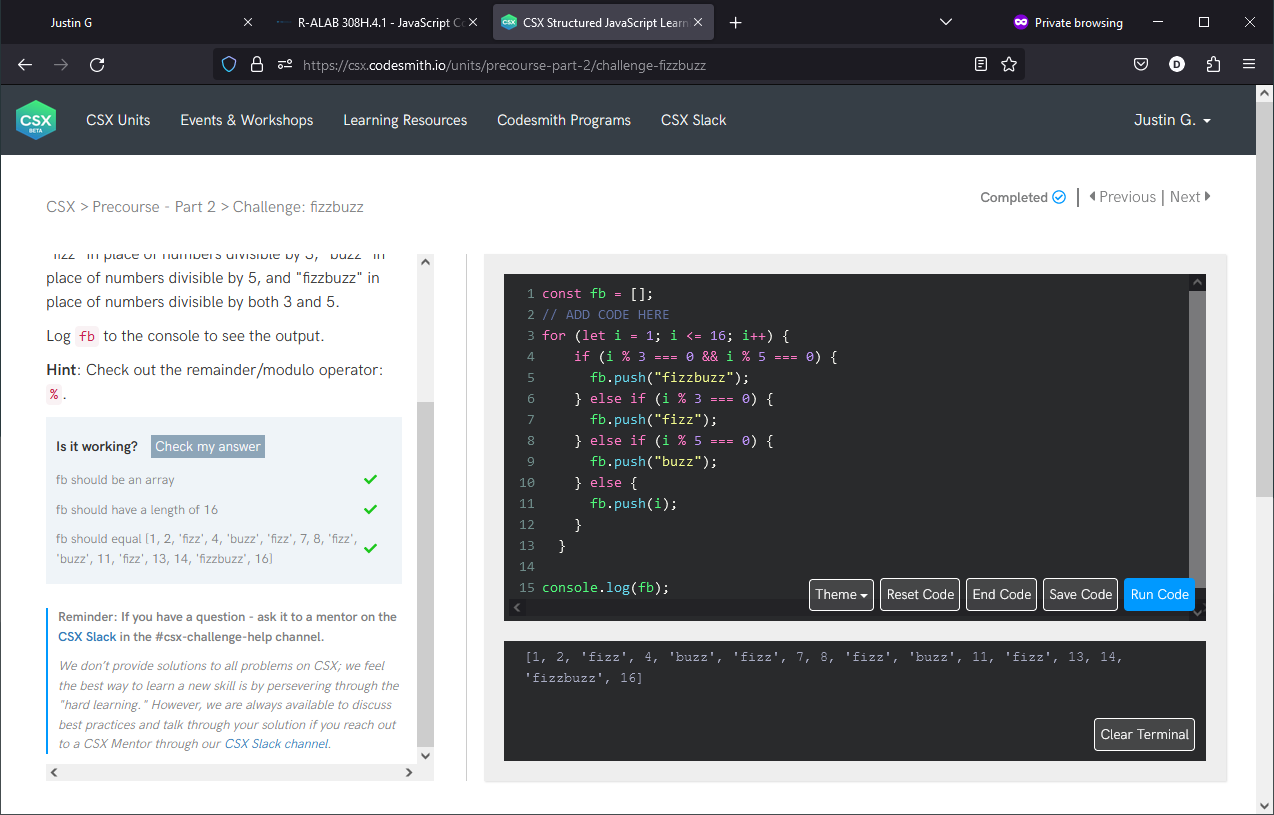 Justin G
R-ALAB 308H.4.1 - JavaScript Co
CSX Structured JavaScript Learn
Private browsing
https://csx.codesmith.io/units/precourse-part-2/challenge-fizzbuzz
D
CSX
BETA
CSX Units
Events & Workshops
Learning Resources
Codesmith Programs
CSX Slack
Justin G.
CSX > Precourse - Part 2 > Challenge: fizzbuzz
Completed | Previous | Next
"fizz" in place of numbers divisible by 3, "buzz" in
place of numbers divisible by 5, and "fizzbuzz" in
place of numbers divisible by both 3 and 5.
Log fb to the console to see the output.
Hint: Check out the remainder/modulo operator:
% .
Is it working? Check my answer
fb should be an array
fb should have a length of 16
fb should equal [1, 2, 'fizz', 4, 'buzz', 'fizz', 7, 8, 'fizz',
'buzz', 11, 'fizz', 13, 14, 'fizzbuzz', 16]
Reminder: If you have a question - ask it to a mentor on the
CSX Slack in the #csx-challenge-help channel.
We don't provide solutions to all problems on CSX; we feel
the best way to learn a new skill is by persevering through the
"hard learning." However, we are always available to discuss
best practices and talk through your solution if you reach out
to a CSX Mentor through our CSX Slack channel.
1 const fb = [];
2 // ADD CODE HERE
3 for (let i = 1; i <= 16; i++) {
4     if (i % 3 === 0 && i % 5 === 0) {
5       fb.push("fizzbuzz");
6     } else if (i % 3 === 0) {
7       fb.push("fizz");
8     } else if (i % 5 === 0) {
9       fb.push("buzz");
10     } else {
11       fb.push(i);
12     }
13   }
14
15 console.log(fb);
Theme
Reset Code
End Code
Save Code
Run Code
[1, 2, 'fizz', 4, 'buzz', 'fizz', 7, 8, 'fizz', 'buzz', 11, 'fizz', 13, 14,
'fizzbuzz', 16]
Clear Terminal